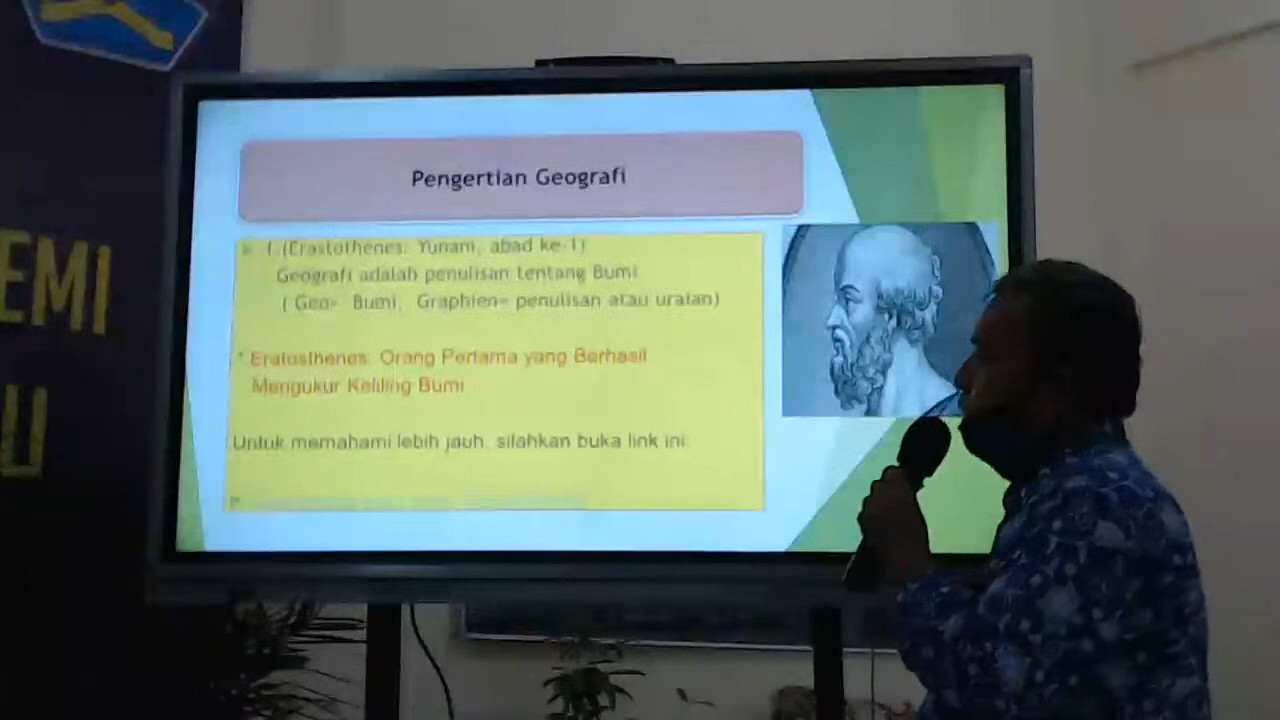 EMI
U
Pengertian Geografi
1.(Erastothenes: Yunani, abad ke-1)
Geografi adalah penulisan tentang Bumi
( Geo= Bumi, Graphien= penulisan atau uraian)
* Eratosthenes: Orang Pertama yang Berhasil
Mengukur Keliling Bumi
Untuk memahami lebih jauh, silahkan buka link ini: